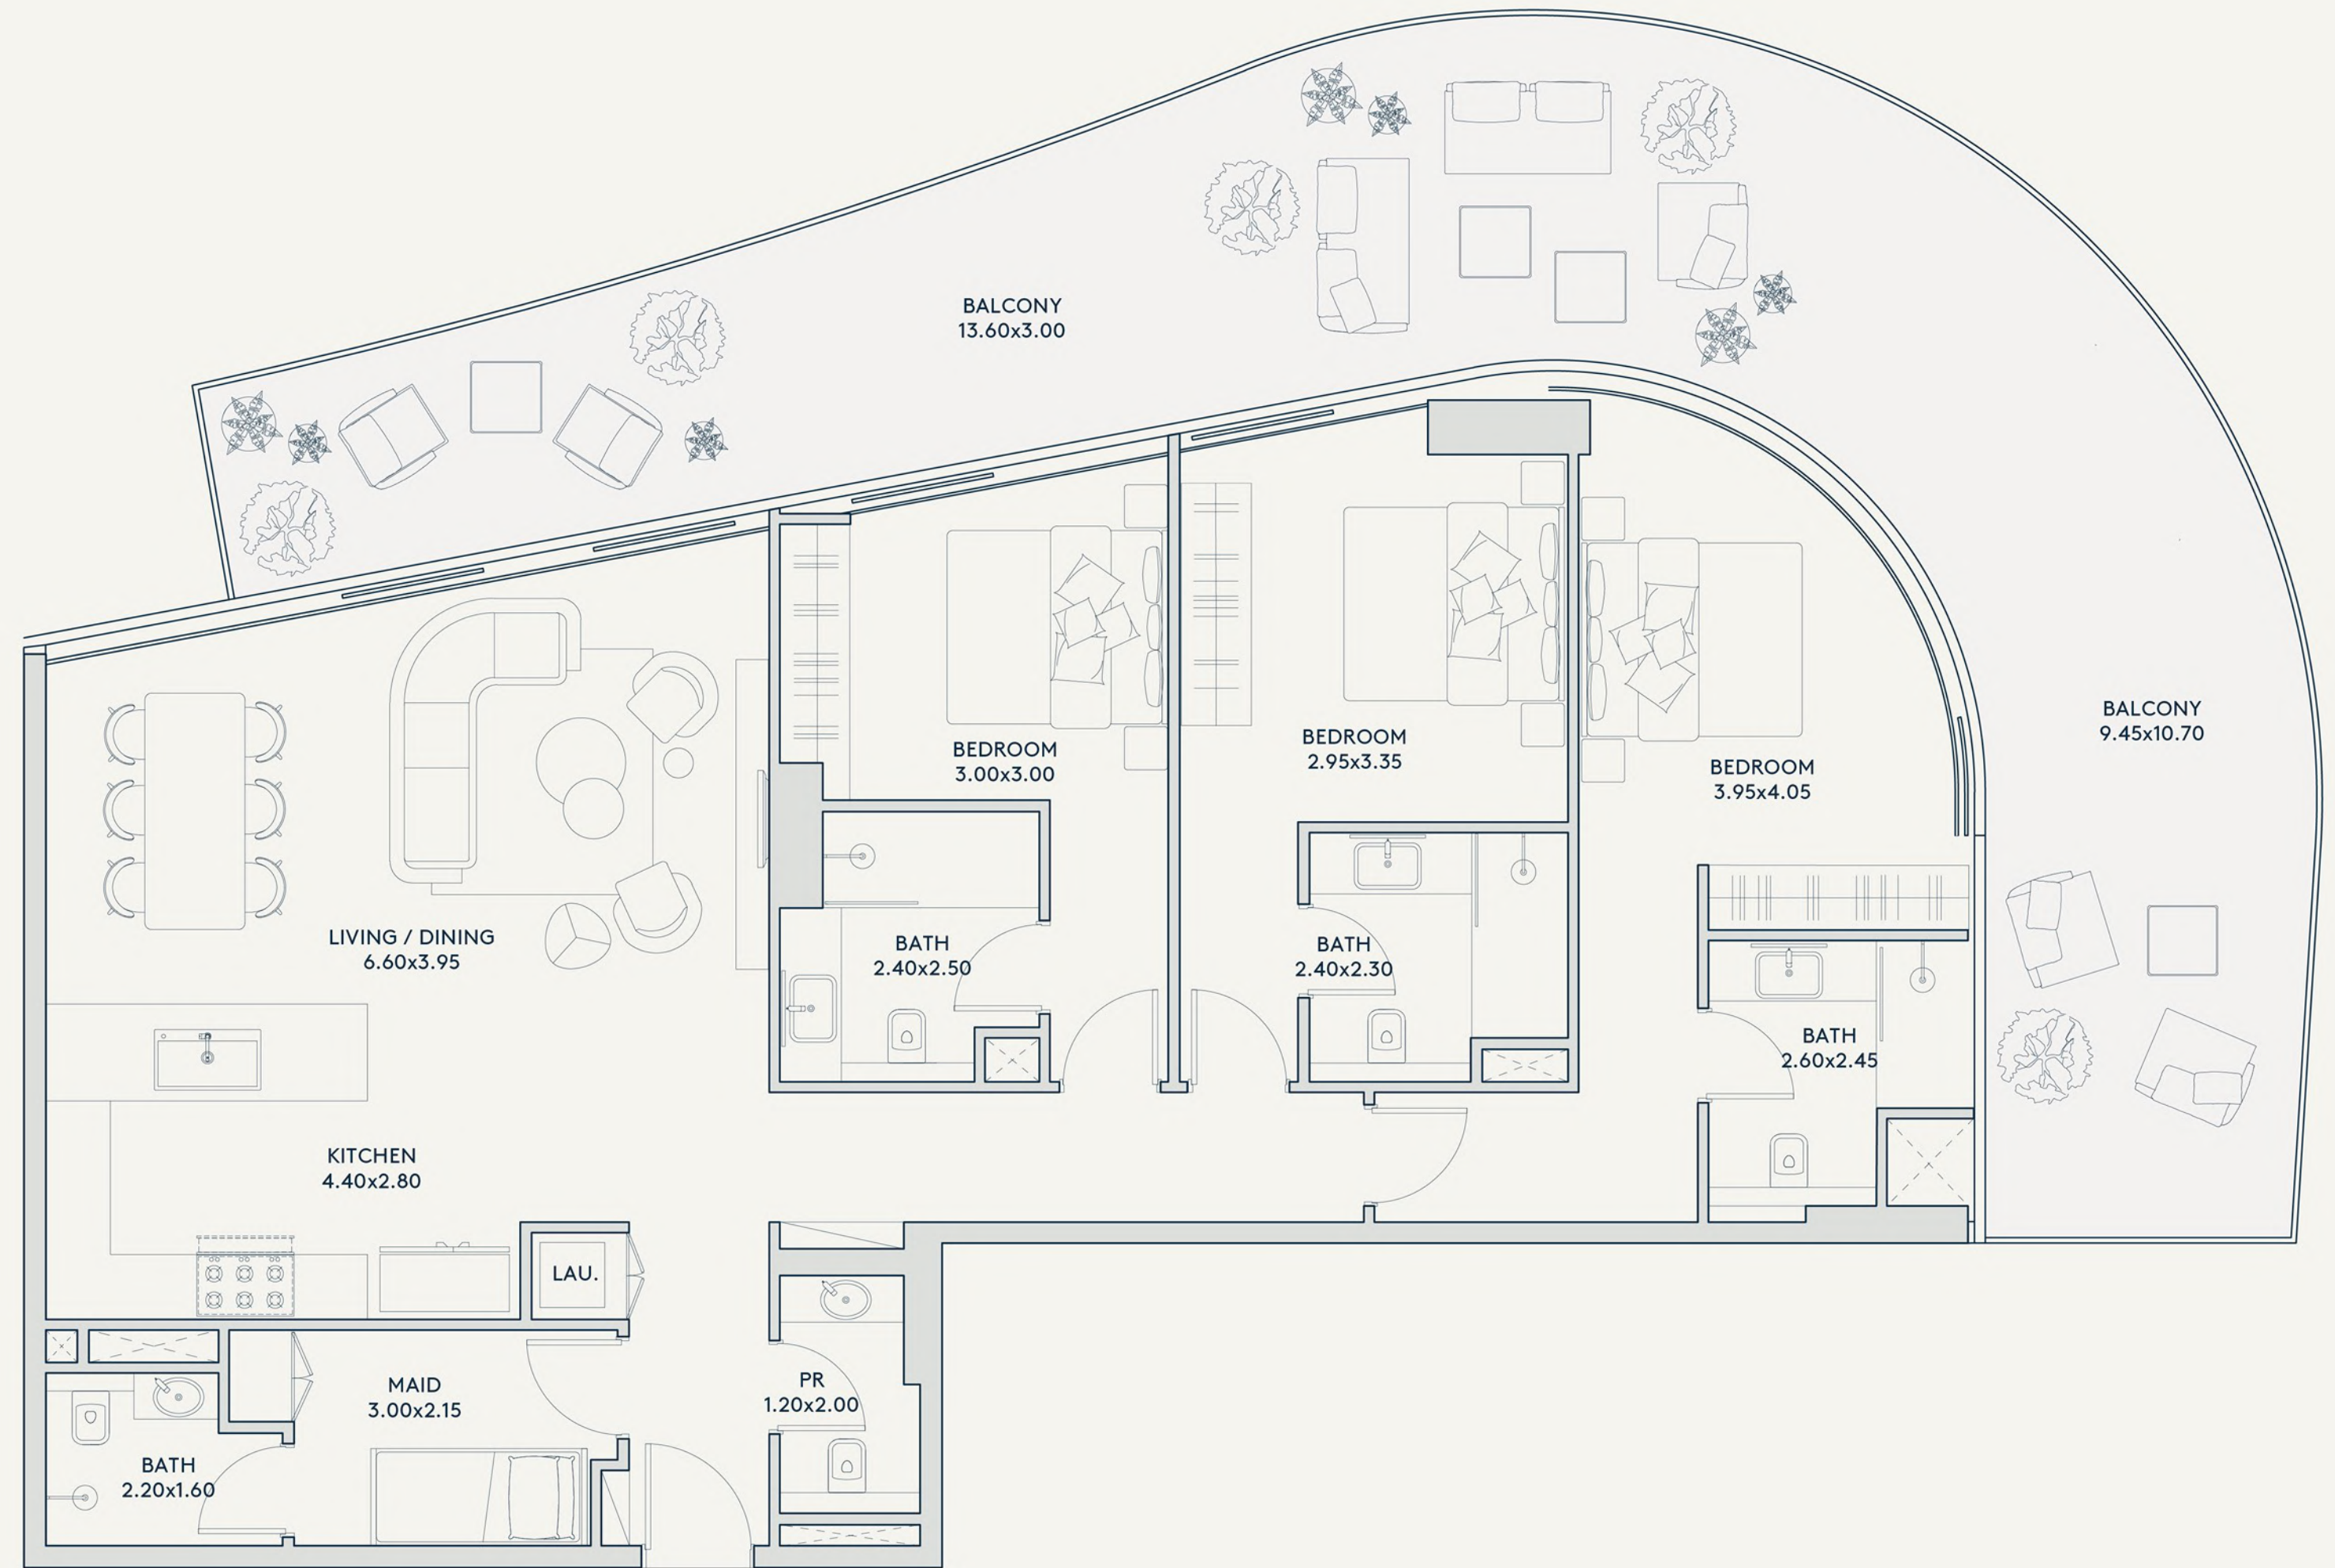 BALCONY
13.60x3.00
BALCONY
9.45x10.70
BEDROOM
3.00x3.00
BEDROOM
2.95x3.35
BEDROOM
3.95x4.05
LIVING / DINING
6.60x3.95
BATH
2.40x2.50
BATH
2.40x2.30
BATH
2.60x2.45
KITCHEN
4.40x2.80
LAU.
MAID
3.00x2.15
PR
1.20x2.00
BATH
2.20x1.60